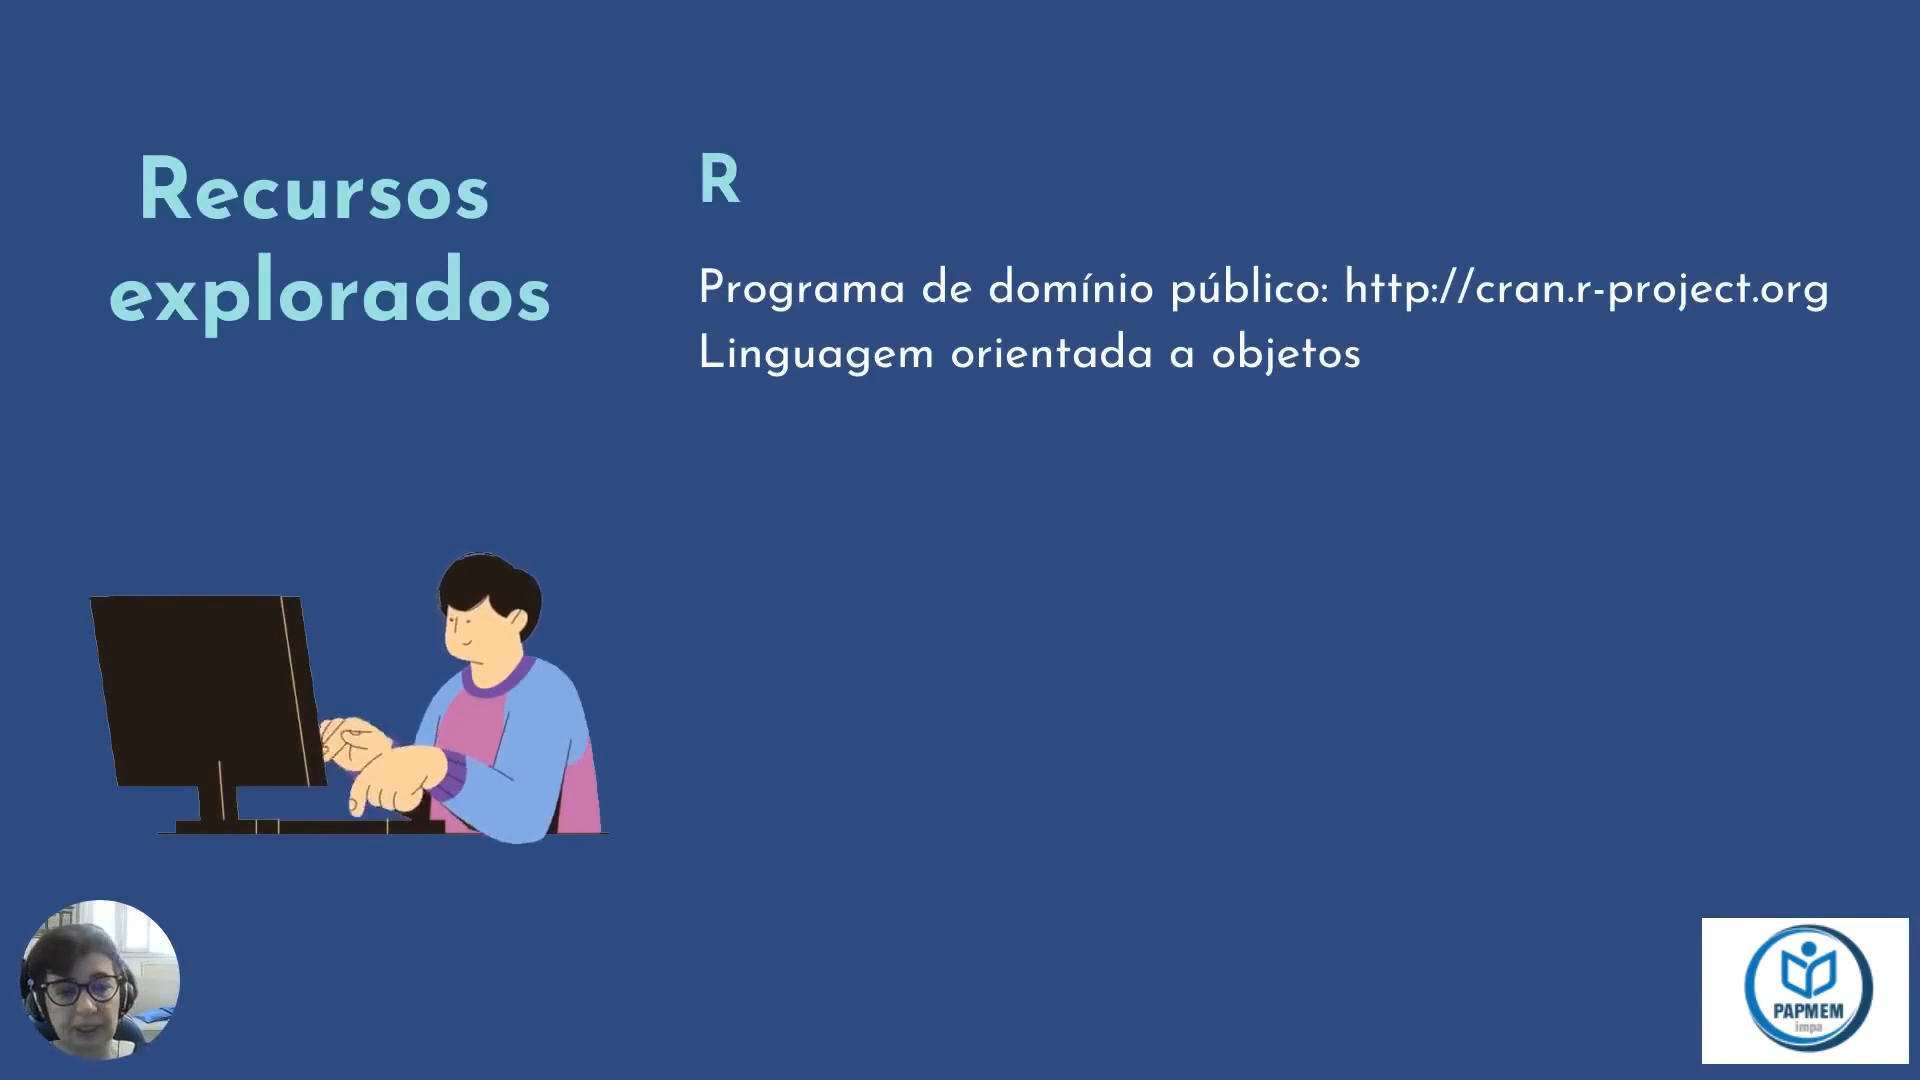 Recursos
explorados
R
Programa de domínio público: http://cran.r-project.org
Linguagem orientada a objetos
PAPMEM
impa